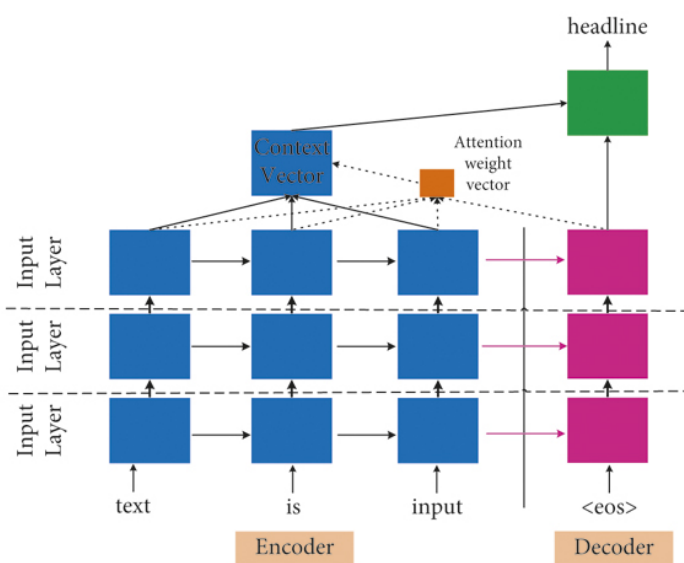 headline
Context
Vector
Attention
weight
vector
Input
Layer
Input
Layer
Input
Layer
text is input <eos>
Encoder Decoder